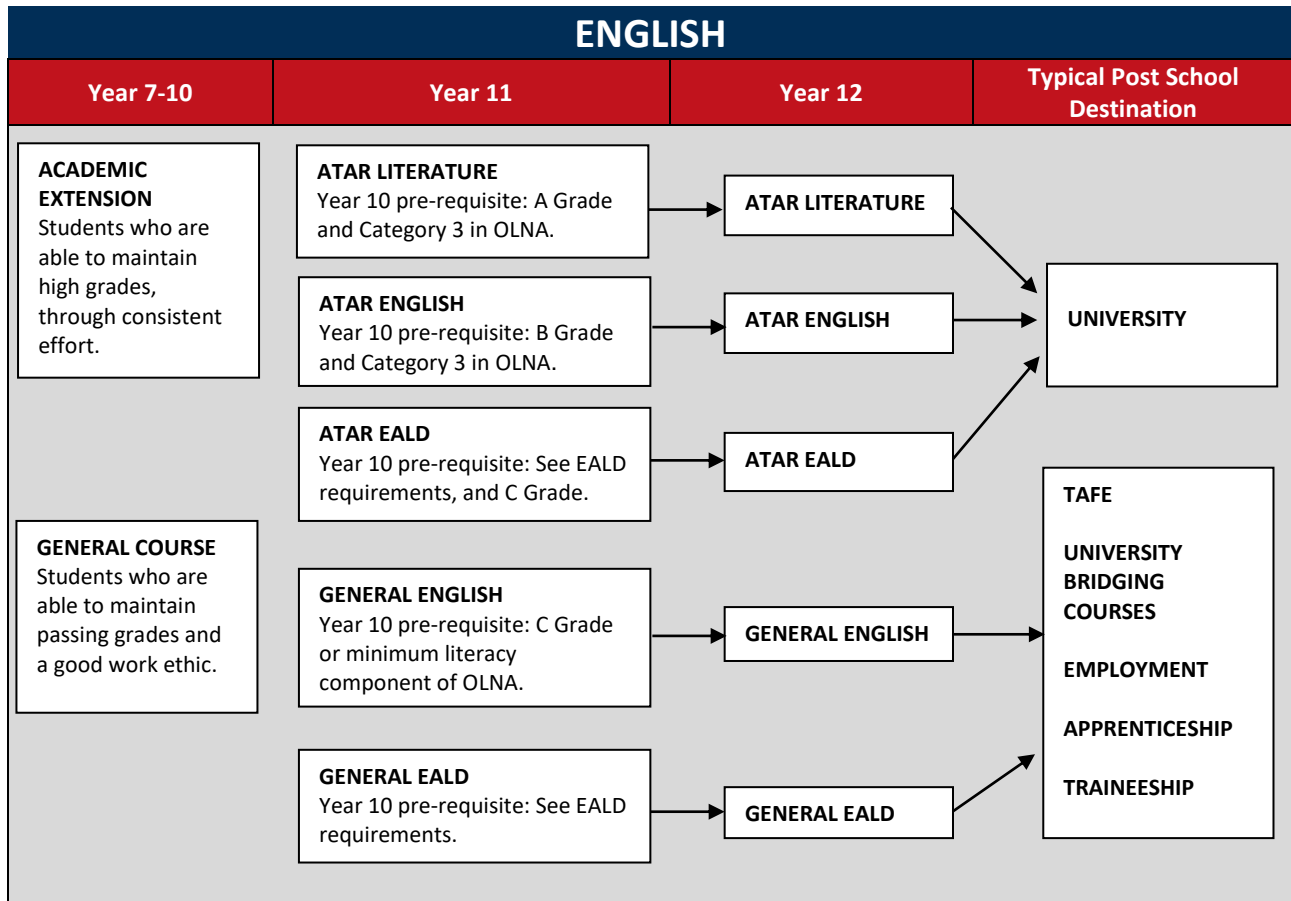 ENGLISH
Year 7-10
Year 11
Year 12
Typical Post School
Destination
ACADEMIC
EXTENSION
Students who are
able to maintain
high grades,
through consistent
effort.
GENERAL COURSE
Students who are
able to maintain
passing grades and
a good work ethic.
ATAR LITERATURE
Year 10 pre-requisite: A Grade
and Category 3 in OLNA.
ATAR ENGLISH
Year 10 pre-requisite: B Grade
and Category 3 in OLNA.
ATAR EALD
Year 10 pre-requisite: See EALD
requirements, and C Grade.
GENERAL ENGLISH
Year 10 pre-requisite: C Grade
or minimum literacy
component of OLNA.
GENERAL EALD
Year 10 pre-requisite: See EALD
requirements.
ATAR LITERATURE
ATAR ENGLISH
ATAR EALD
GENERAL ENGLISH
GENERAL EALD
UNIVERSITY
TAFE
UNIVERSITY
BRIDGING
COURSES
EMPLOYMENT
APPRENTICESHIP
TRAINEESHIP